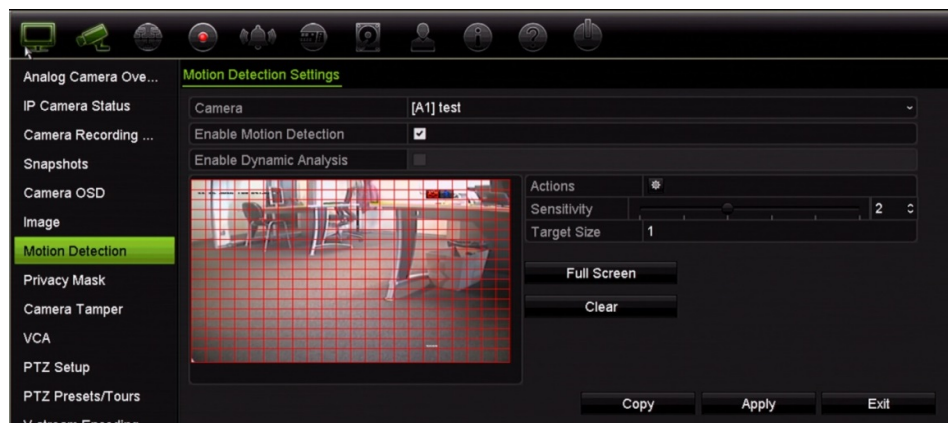 Analog Camera Ove...
IP Camera Status
Camera Recording ...
Snapshots
Camera OSD
Image
Motion Detection
Privacy Mask
Camera Tamper
VCA
PTZ Setup
PTZ Presets/Tours
Motion Detection Settings
Camera [A1] test
Enable Motion Detection
Enable Dynamic Analysis
Actions
Sensitivity 2
Target Size 1
Full Screen
Clear
Copy Apply Exit